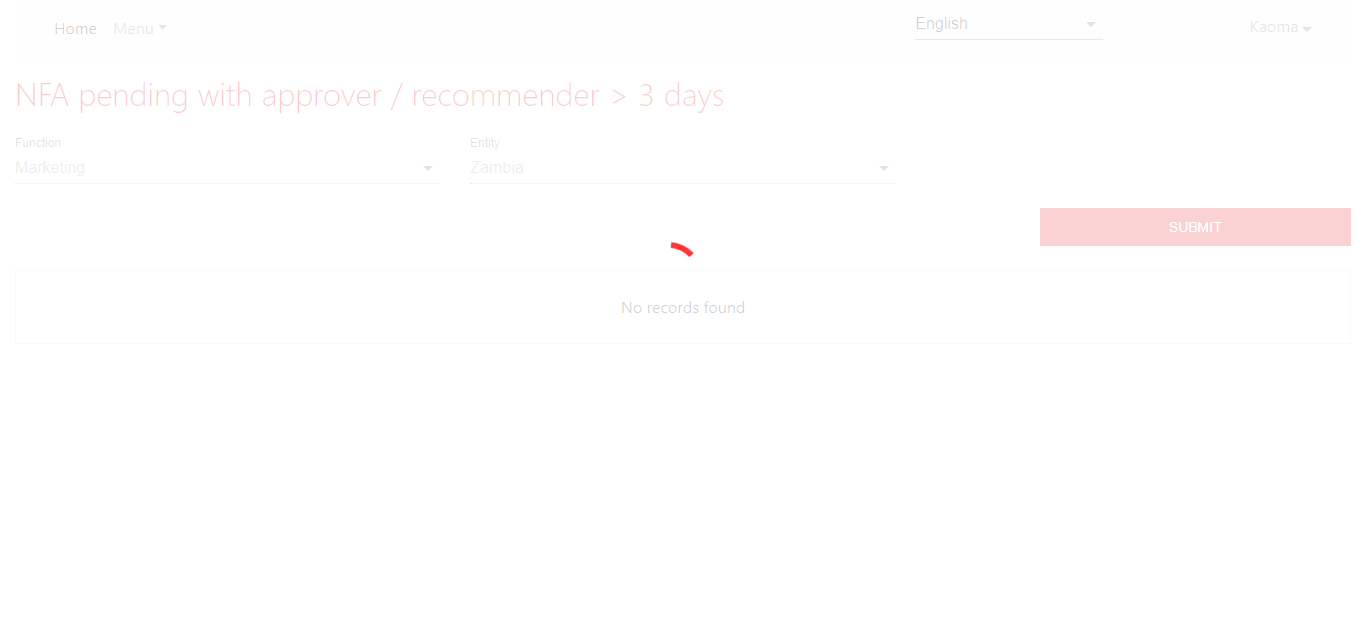 Home Menu English Kaoma
NFA pending with approver / recommender > 3 days
Function Entity
Marketing Zambia
SUBMIT
No records found